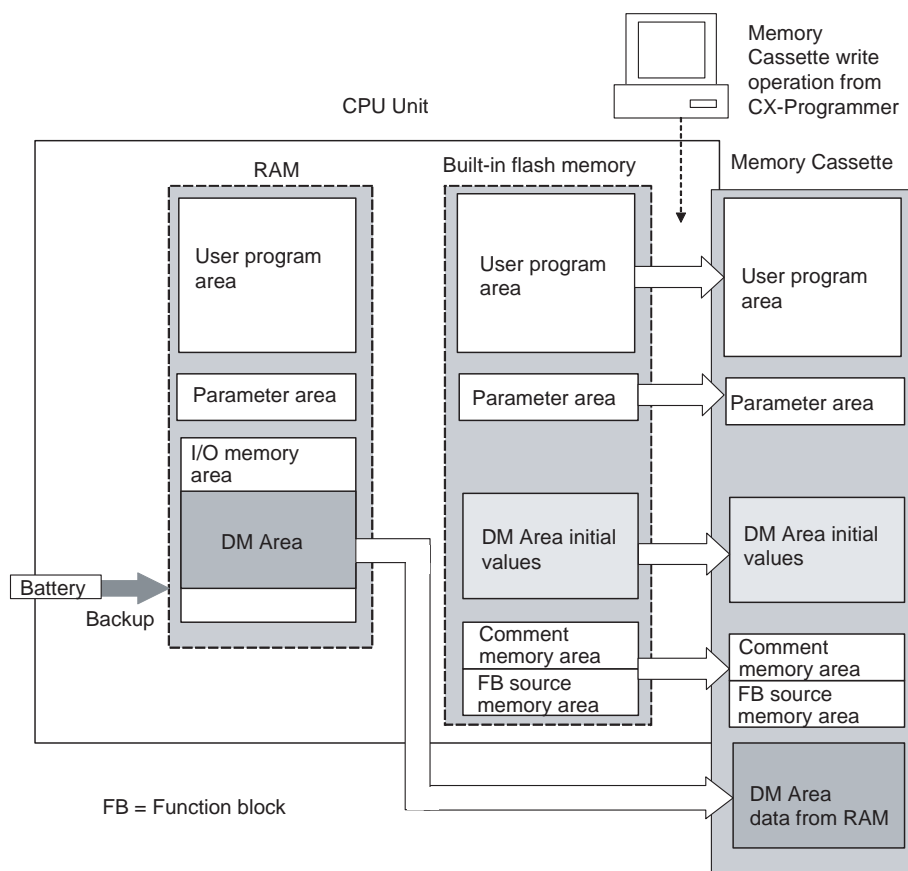 Memory
Cassette write
operation from
CX-Programmer
CPU Unit
RAM
Built-in flash memory
Memory Cassette
User program
area
User program
area
User program
area
Parameter area
Parameter area
Parameter area
I/O memory
area
DM Area
DM Area initial
values
DM Area initial
values
Battery
Backup
Comment
memory area
FB source
memory area
Comment
memory area
FB source
memory area
FB = Function block
DM Area
data from RAM